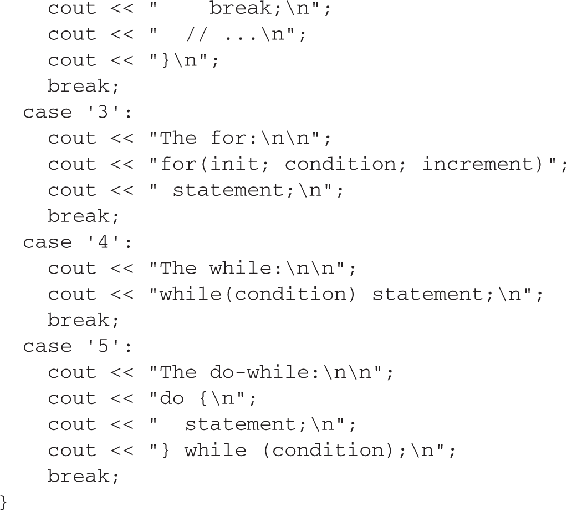 cout << "    break;\n";
    cout << "  // ...\n";
    cout << "}\n";
    break;
  case '3':
    cout << "The for:\n\n";
    cout << "for(init; condition; increment)";
    cout << " statement;\n";
    break;
  case '4':
    cout << "The while:\n\n";
    cout << "while(condition) statement;\n";
    break;
  case '5':
    cout << "The do-while:\n\n";
    cout << "do {\n";
    cout << "  statement;\n";
    cout << "} while (condition);\n";
    break;
}